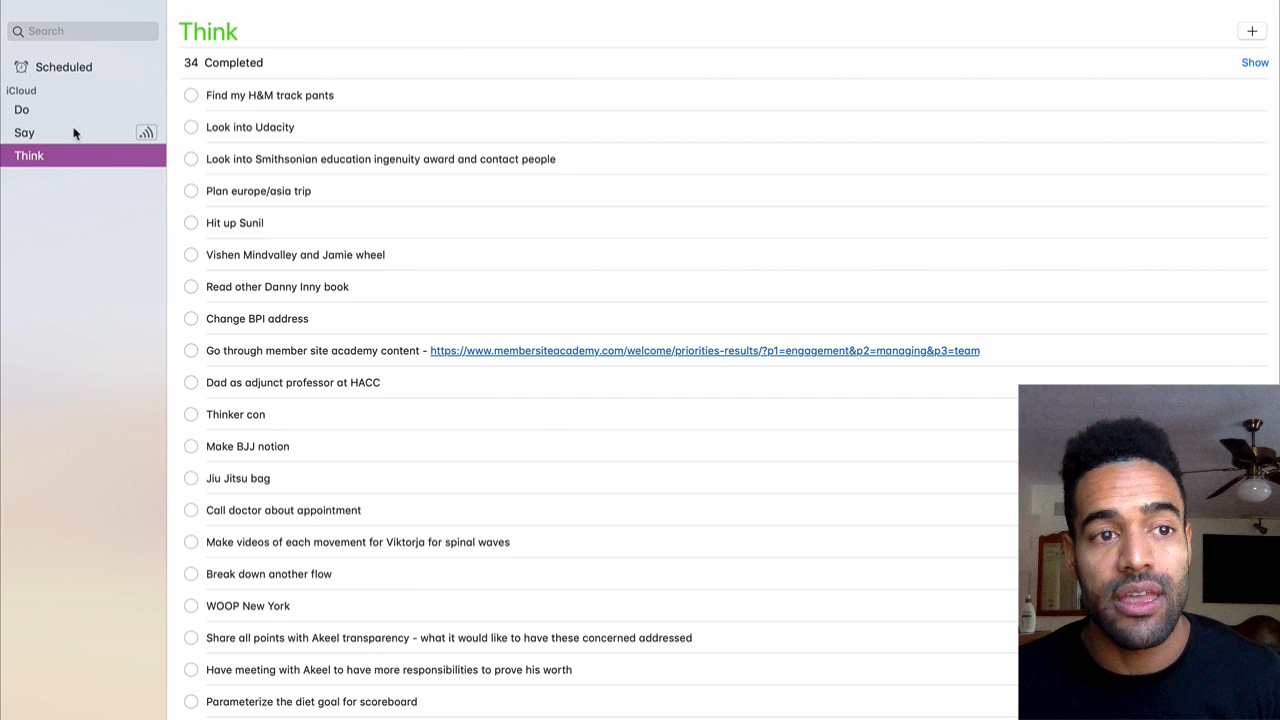 Search
Scheduled
iCloud
Do
Say
Think
Think
34 Completed
Show
Find my H&M track pants
Look into Udacity
Look into Smithsonian education ingenuity award and contact people
Plan europe/asia trip
Hit up Sunil
Vishen Mindvalley and Jamie wheel
Read other Danny Inny book
Change BPI address
Go through member site academy content - https://www.membersiteacademy.com/welcome/priorities-results/?p1=engagement&p2=managing&p3=team
Dad as adjunct professor at HACC
Thinker con
Make BJJ notion
Jiu Jitsu bag
Call doctor about appointment
Make videos of each movement for Viktorja for spinal waves
Break down another flow
WOOP New York
Share all points with Akeel transparency - what it would like to have these concerned addressed
Have meeting with Akeel to have more responsibilities to prove his worth
Parameterize the diet goal for scoreboard